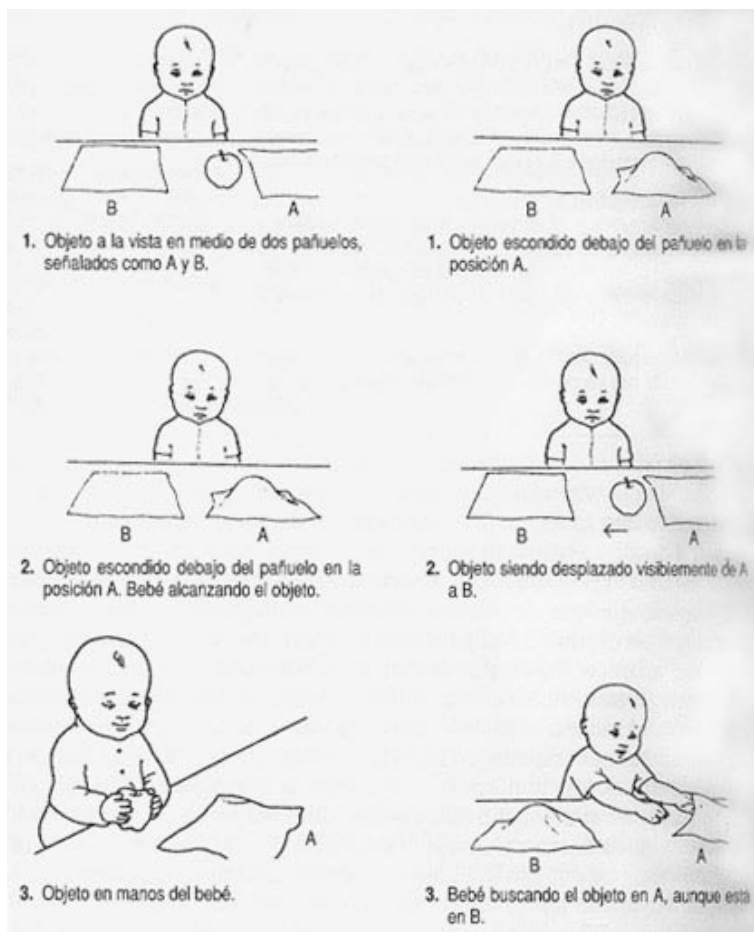 B
A
1. Objeto a la vista en medio de dos pañuelos,
señalados como A y B.
B
A
1. Objeto escondido debajo del pañuelo en la
posición A.
B
A
2. Objeto escondido debajo del pañuelo en la
posición A. Bebé alcanzando el objeto.
B
←
A
2. Objeto siendo desplazado visiblemente de A
a B.
A
3. Objeto en manos del bebé.
B
A
3. Bebé buscando el objeto en A, aunque está
en B.